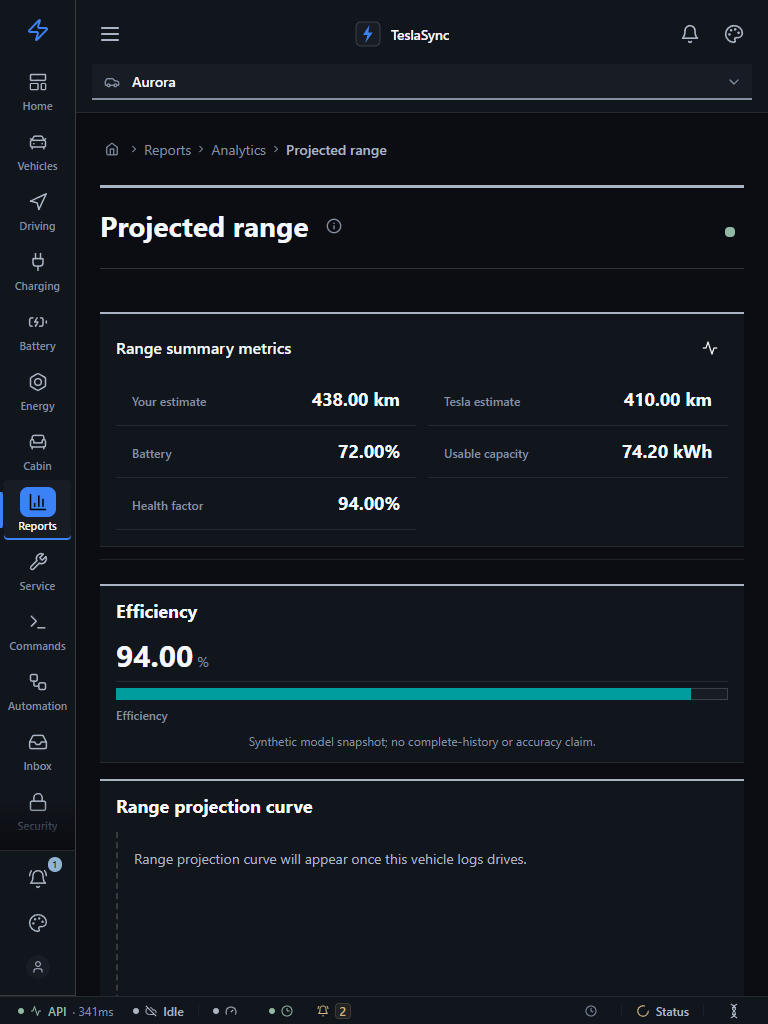 TeslaSync
Aurora
Home
Vehicles
Driving
Charging
Battery
Energy
Cabin
Reports
Service
Commands
Automation
Inbox
Security
1
Reports
Analytics
Projected range
Projected range
Range summary metrics
Your estimate 438.00 km
Tesla estimate 410.00 km
Battery 72.00%
Usable capacity 74.20 kWh
Health factor 94.00%
Efficiency
94.00 %
Efficiency
Synthetic model snapshot; no complete-history or accuracy claim.
Range projection curve
Range projection curve will appear once this vehicle logs drives.
API · 341ms
Idle
2
Status